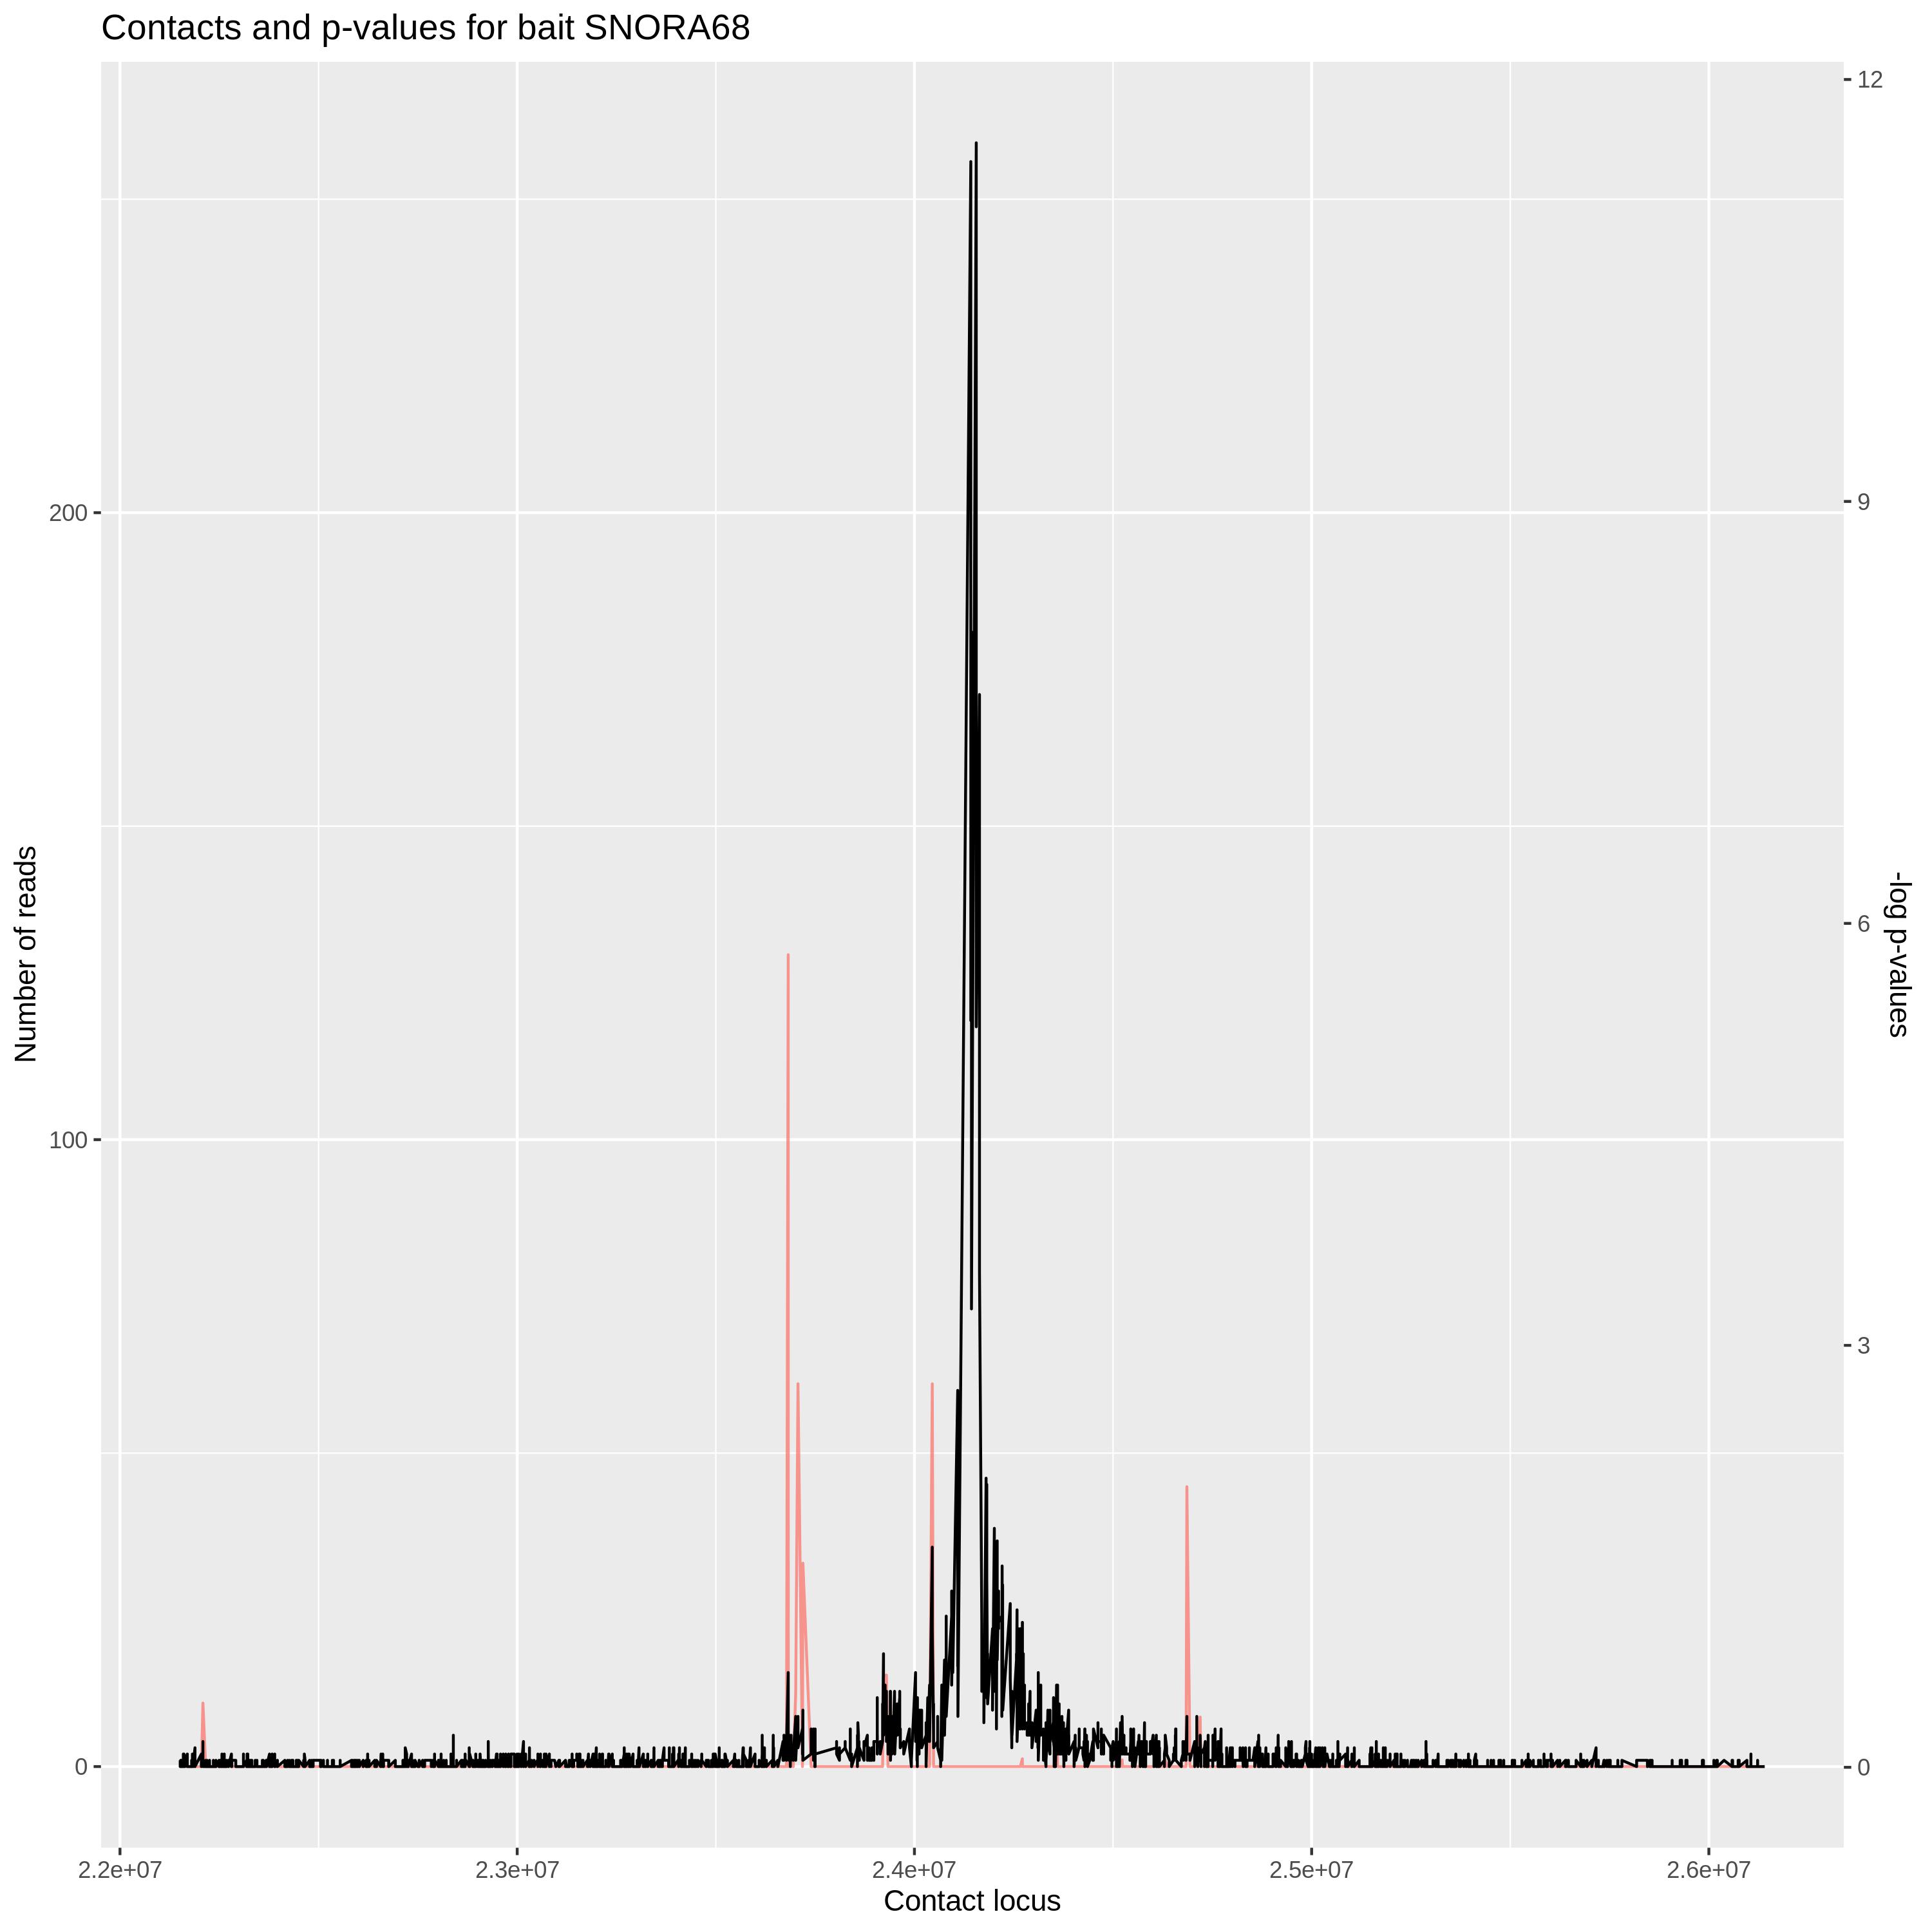 Contacts and p-values for bait SNORA68
12
200
9
Number of reads
-log p-values
6
100
3
0
0
2.2e+07
2.3e+07
2.4e+07
2.5e+07
2.6e+07
Contact locus